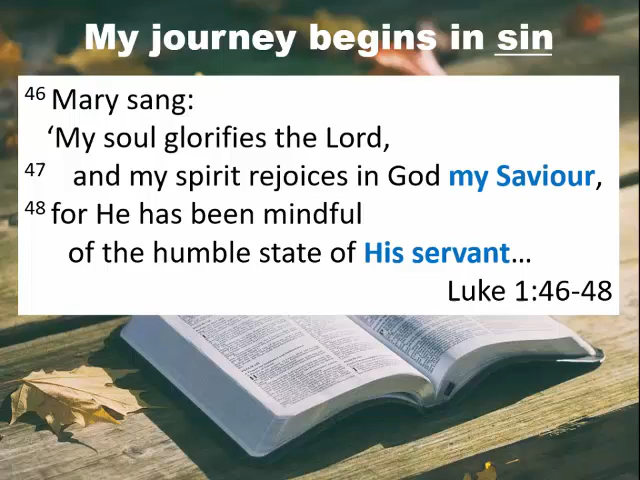 My journey begins in sin
46 Mary sang:
‘My soul glorifies the Lord,
47 and my spirit rejoices in God my Saviour,
48 for He has been mindful
of the humble state of His servant…
Luke 1:46-48